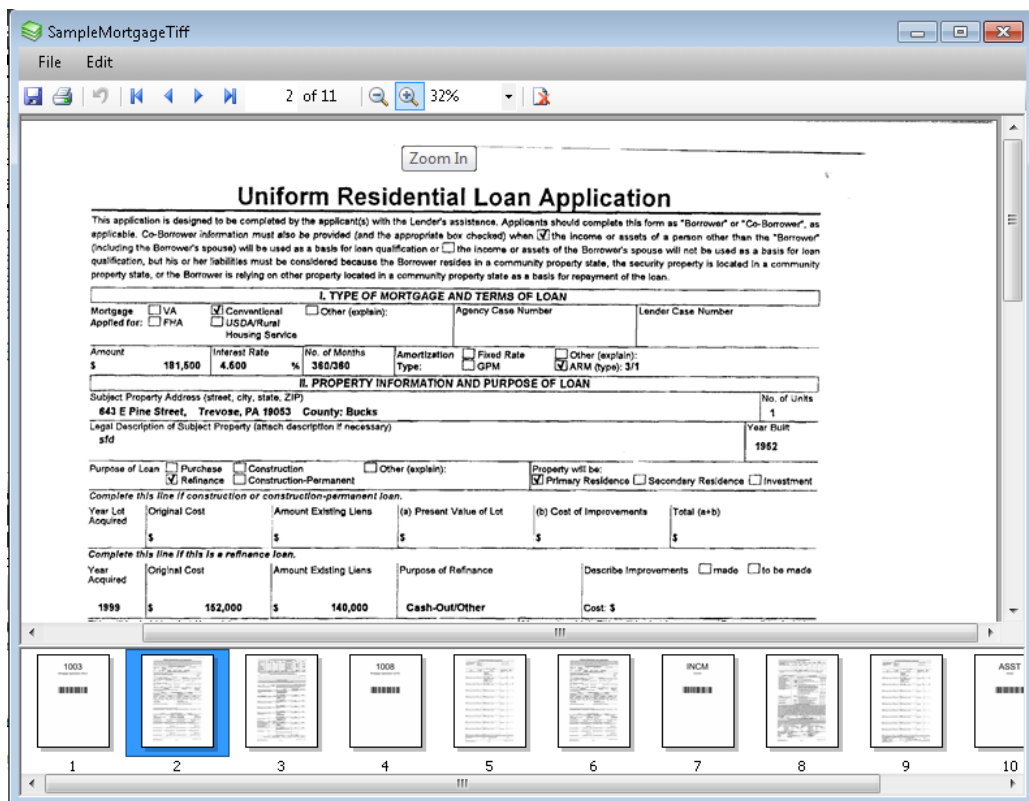 SampleMortgageTiff
File Edit
2 of 11 32%
Zoom In
Uniform Residential Loan Application
This application is designed to be completed by the applicant(s) with the Lender's assistance. Applicants should complete this form as "Borrower" or "Co-Borrower", as
applicable. Co-Borrower information must also be provided (and the appropriate box checked) when the income or assets of a person other than the "Borrower"
(including the Borrower's spouse) will be used as a basis for loan qualification or the income or assets of the Borrower's spouse will not be used as a basis for loan
qualification, but his or her liabilities must be considered because the Borrower resides in a community property state, the security property is located in a community
property state, or the Borrower is relying on other property located in a community property state as a basis for repayment of the loan.
I. TYPE OF MORTGAGE AND TERMS OF LOAN
Mortgage VA Conventional Other (explain): Agency Case Number Lender Case Number
Applied for: FHA USDA/Rural
Housing Service
Amount Interest Rate No. of Months Amortization Fixed Rate Other (explain):
$ 181,500 4.600 % 360/360 Type: GPM ARM (type): 3/1
II. PROPERTY INFORMATION AND PURPOSE OF LOAN
Subject Property Address (street, city, state, ZIP) No. of Units
643 E Pine Street, Trevose, PA 19053 County: Bucks 1
Legal Description of Subject Property (attach description if necessary) Year Built
sfd 1952
Purpose of Loan Purchase Construction Other (explain): Property will be:
Refinance Construction-Permanent Primary Residence Secondary Residence Investment
Complete this line if construction or construction-permanent loan.
Year Lot Original Cost Amount Existing Liens (a) Present Value of Lot (b) Cost of Improvements Total (a+b)
Acquired
$ $ $ $ $
Complete this line if this is a refinance loan.
Year Original Cost Amount Existing Liens Purpose of Refinance Describe Improvements made to be made
Acquired
1999 $ 152,000 $ 140,000 Cash-Out/Other Cost: $
1003 1008 INCM ASST
1 2 3 4 5 6 7 8 9 10